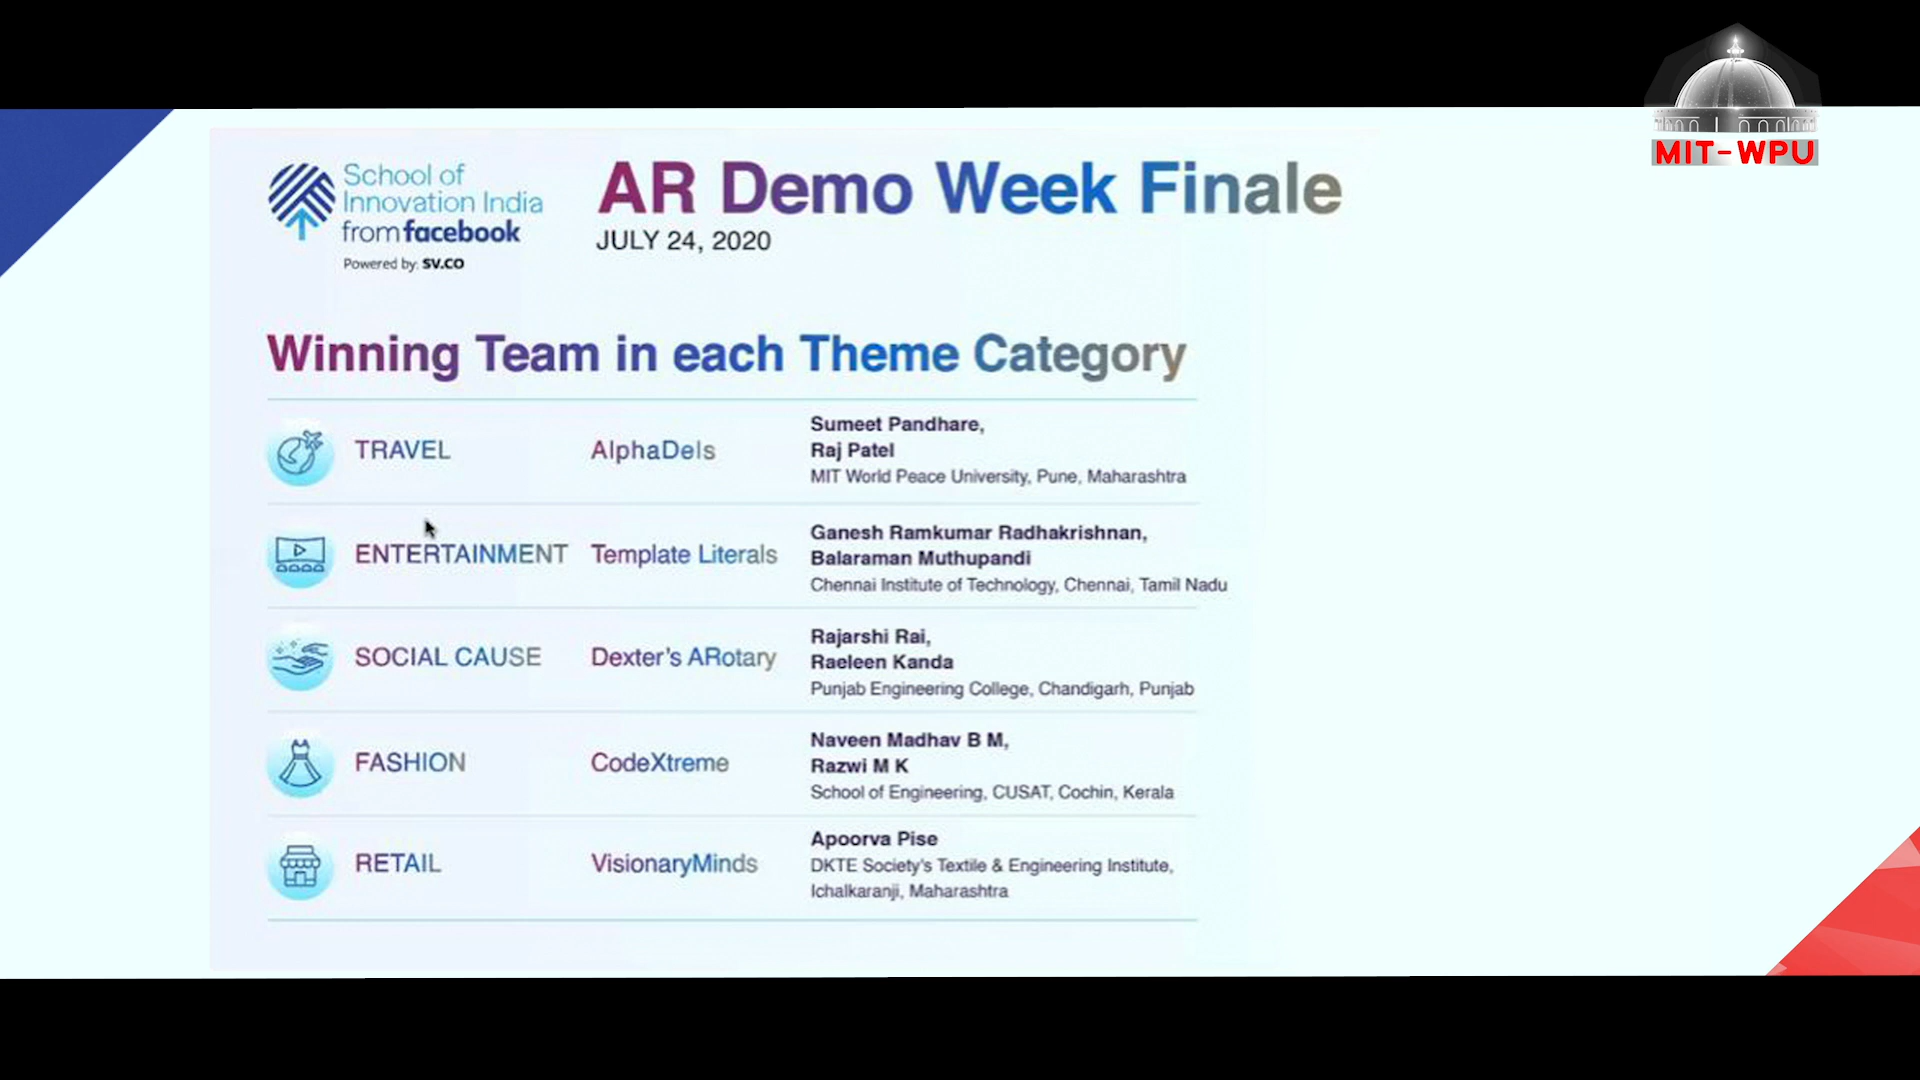 MIT-WPU
School of
Innovation India
from facebook
Powered by: SV.CO
AR Demo Week Finale
JULY 24, 2020
Winning Team in each Theme Category
TRAVEL
AlphaDels
Sumeet Pandhare,
Raj Patel
MIT World Peace University, Pune, Maharashtra
ENTERTAINMENT
Template Literals
Ganesh Ramkumar Radhakrishnan,
Balaraman Muthupandi
Chennai Institute of Technology, Chennai, Tamil Nadu
SOCIAL CAUSE
Dexter's ARotary
Rajarshi Rai,
Raeleen Kanda
Punjab Engineering College, Chandigarh, Punjab
FASHION
CodeXtreme
Naveen Madhav B M,
Razwi M K
School of Engineering, CUSAT, Cochin, Kerala
RETAIL
VisionaryMinds
Apoorva Pise
DKTE Society's Textile & Engineering Institute,
Ichalkaranji, Maharashtra